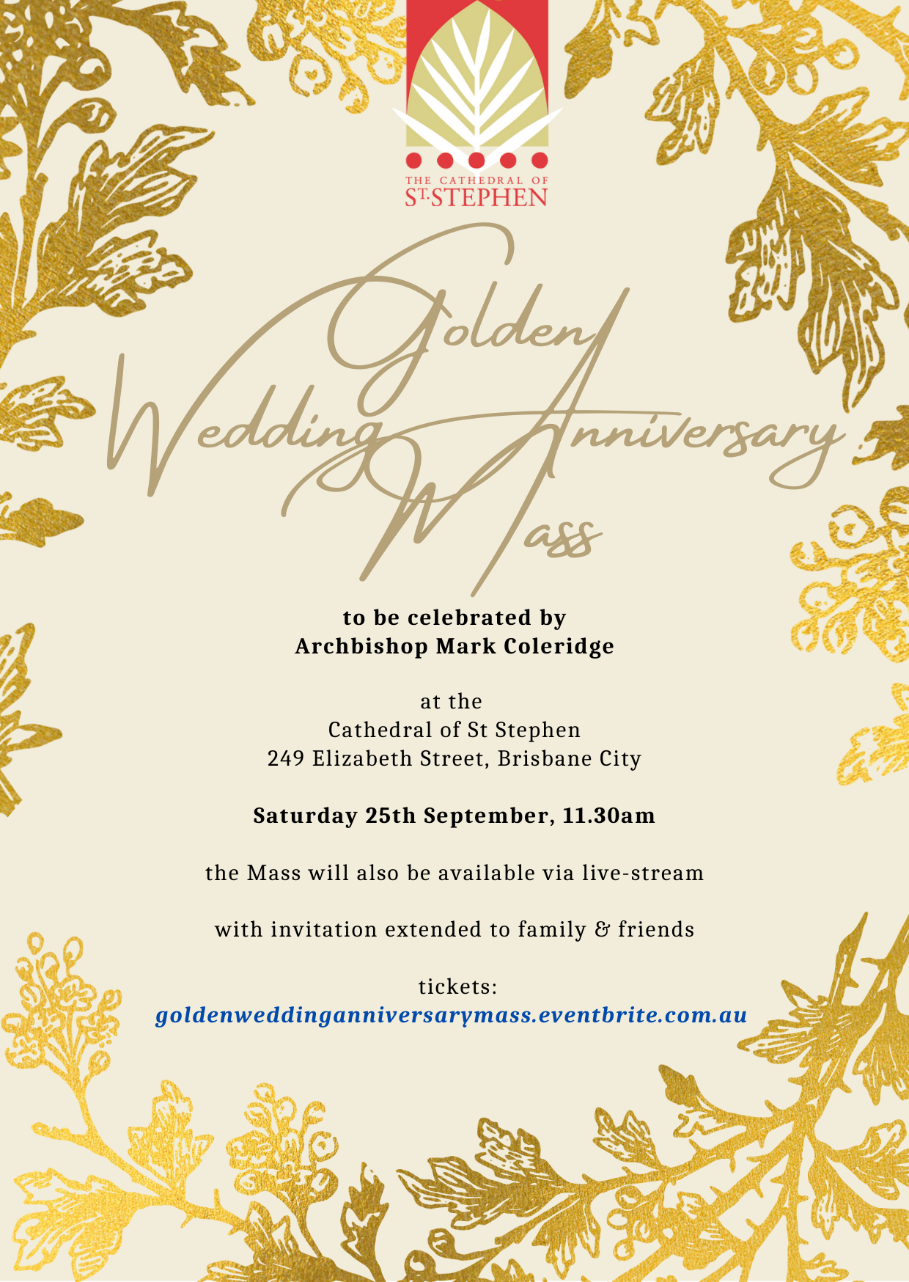 THE CATHEDRAL OF
ST. STEPHEN
Golden
Wedding Anniversary
Mass
to be celebrated by
Archbishop Mark Coleridge
at the
Cathedral of St Stephen
249 Elizabeth Street, Brisbane City
Saturday 25th September, 11.30am
the Mass will also be available via live-stream
with invitation extended to family & friends
tickets:
goldenweddinganniversarymass.eventbrite.com.au